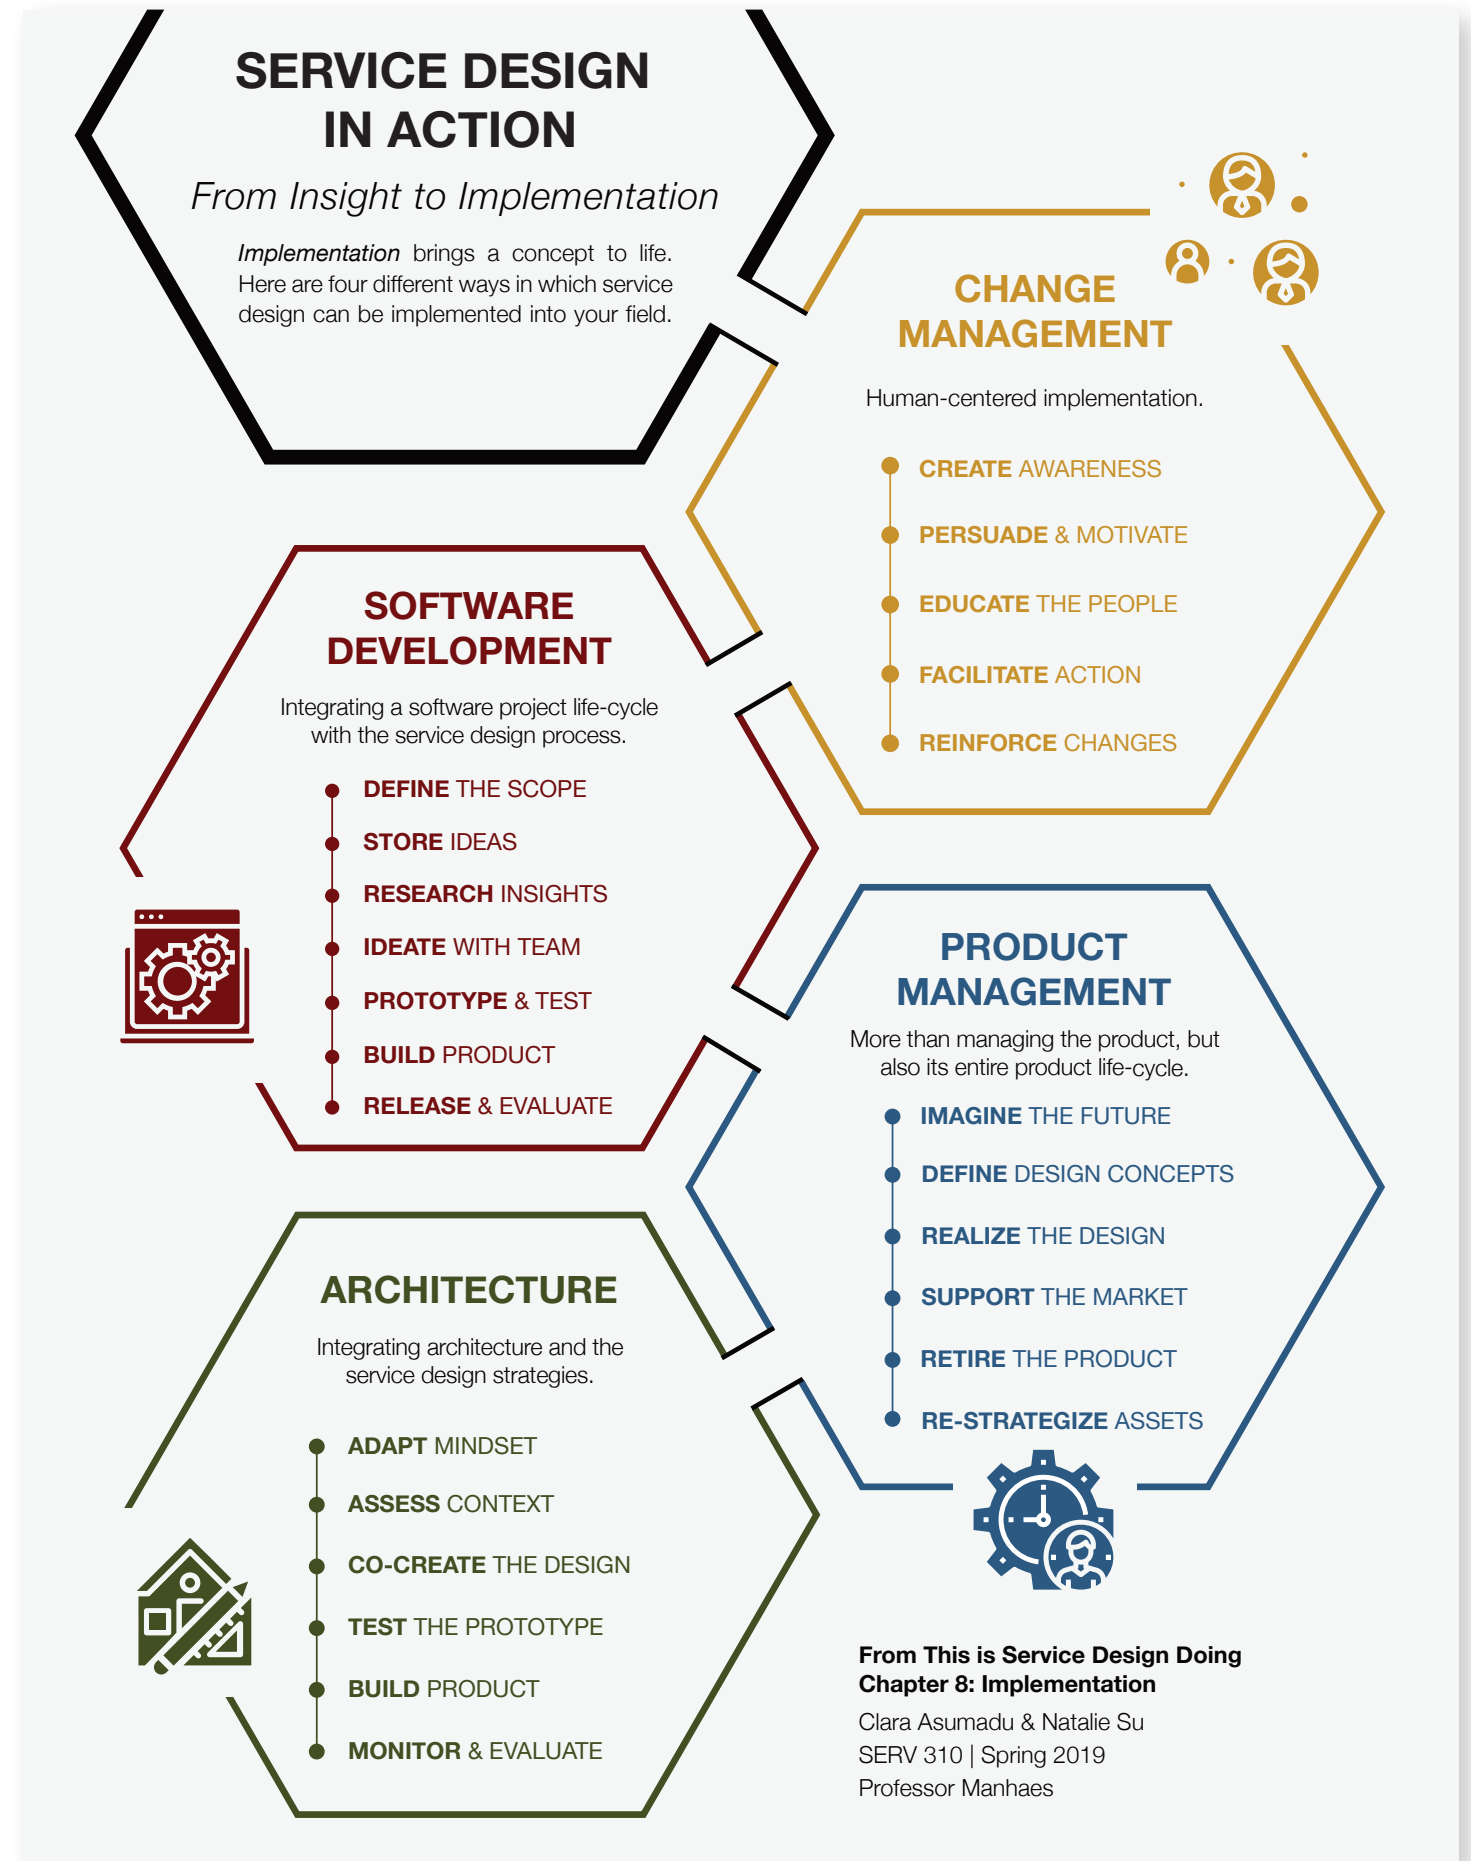 SERVICE DESIGN
IN ACTION
From Insight to Implementation
Implementation brings a concept to life.
Here are four different ways in which service
design can be implemented into your field.
CHANGE
MANAGEMENT
Human-centered implementation.
CREATE AWARENESS
PERSUADE & MOTIVATE
EDUCATE THE PEOPLE
FACILITATE ACTION
REINFORCE CHANGES
SOFTWARE
DEVELOPMENT
Integrating a software project life-cycle
with the service design process.
DEFINE THE SCOPE
STORE IDEAS
RESEARCH INSIGHTS
IDEATE WITH TEAM
PROTOTYPE & TEST
BUILD PRODUCT
RELEASE & EVALUATE
PRODUCT
MANAGEMENT
More than managing the product, but
also its entire product life-cycle.
IMAGINE THE FUTURE
DEFINE DESIGN CONCEPTS
REALIZE THE DESIGN
SUPPORT THE MARKET
RETIRE THE PRODUCT
RE-STRATEGIZE ASSETS
ARCHITECTURE
Integrating architecture and the
service design strategies.
ADAPT MINDSET
ASSESS CONTEXT
CO-CREATE THE DESIGN
TEST THE PROTOTYPE
BUILD PRODUCT
MONITOR & EVALUATE
From This is Service Design Doing
Chapter 8: Implementation
Clara Asumadu & Natalie Su
SERV 310 | Spring 2019
Professor Manhaes